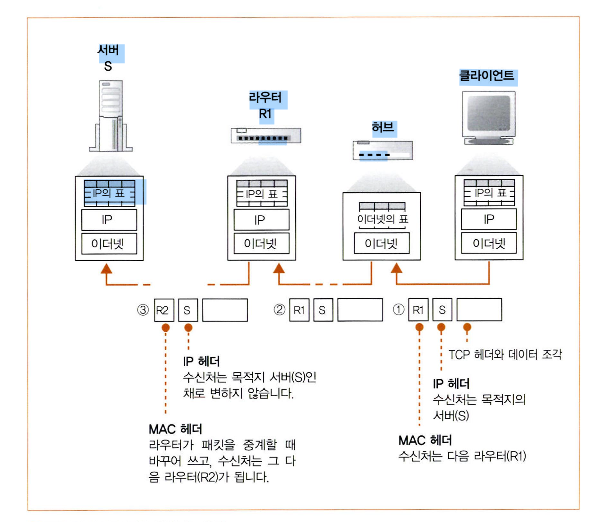 서버
S
라우터
R1
허브
클라이언트
IP의 표
IP
이더넷
IP의 표
IP
이더넷
이더넷의 표
이더넷
IP의 표
IP
이더넷
③ R2 S
② R1 S
① R1 S
IP 헤더
수신처는 목적지 서버(S)인
채로 변하지 않습니다.
MAC 헤더
라우터가 패킷을 중계할 때
바꾸어 쓰고, 수신처는 그 다
음 라우터(R2)가 됩니다.
TCP 헤더와 데이터 조각
IP 헤더
수신처는 목적지의
서버(S)
MAC 헤더
수신처는 다음 라우터(R1)